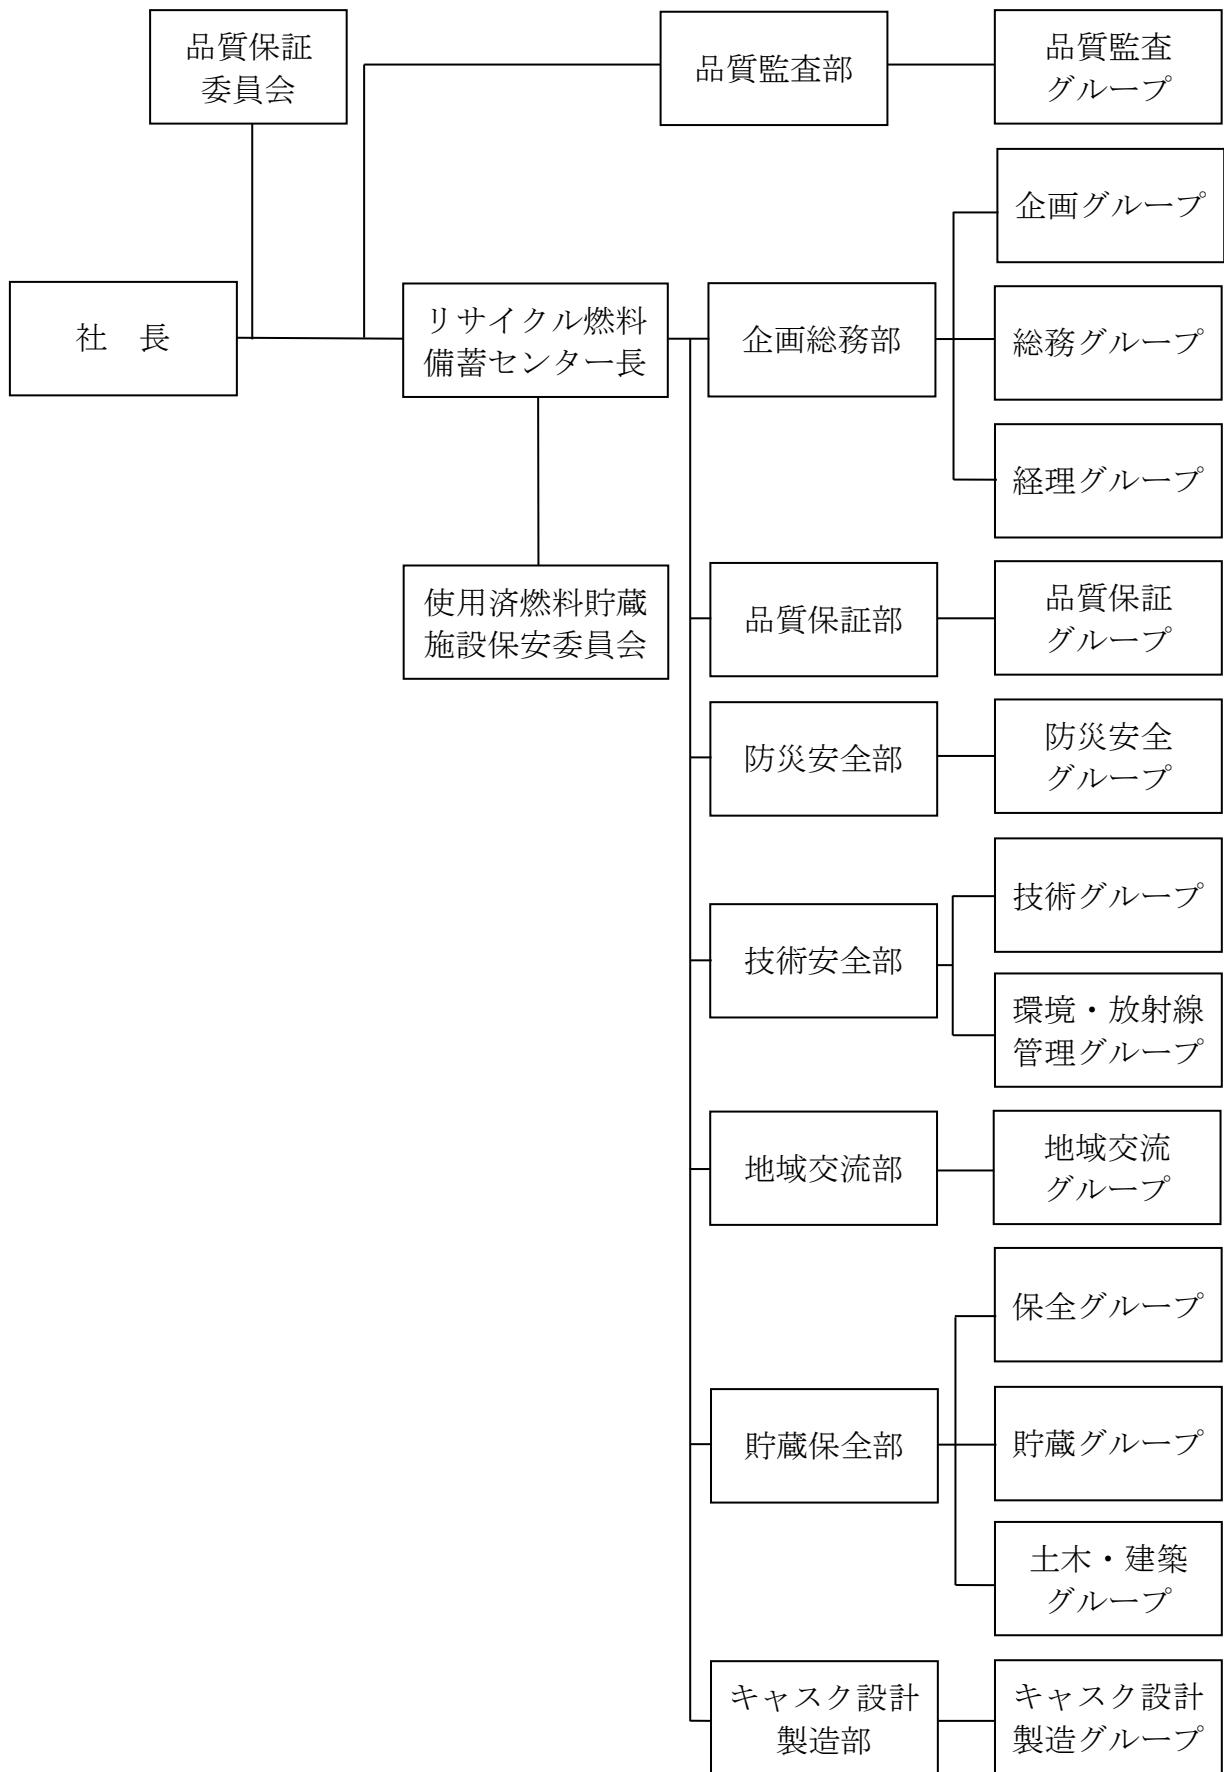 品質保証
委員会
品質監査部
品質監査
グループ
企画グループ
社　長
リサイクル燃料
備蓄センター長
企画総務部
総務グループ
経理グループ
使用済燃料貯蔵
施設保安委員会
品質保証部
品質保証
グループ
防災安全部
防災安全
グループ
技術安全部
技術グループ
環境・放射線
管理グループ
地域交流部
地域交流
グループ
貯蔵保全部
保全グループ
貯蔵グループ
土木・建築
グループ
キャスク設計
製造部
キャスク設計
製造グループ